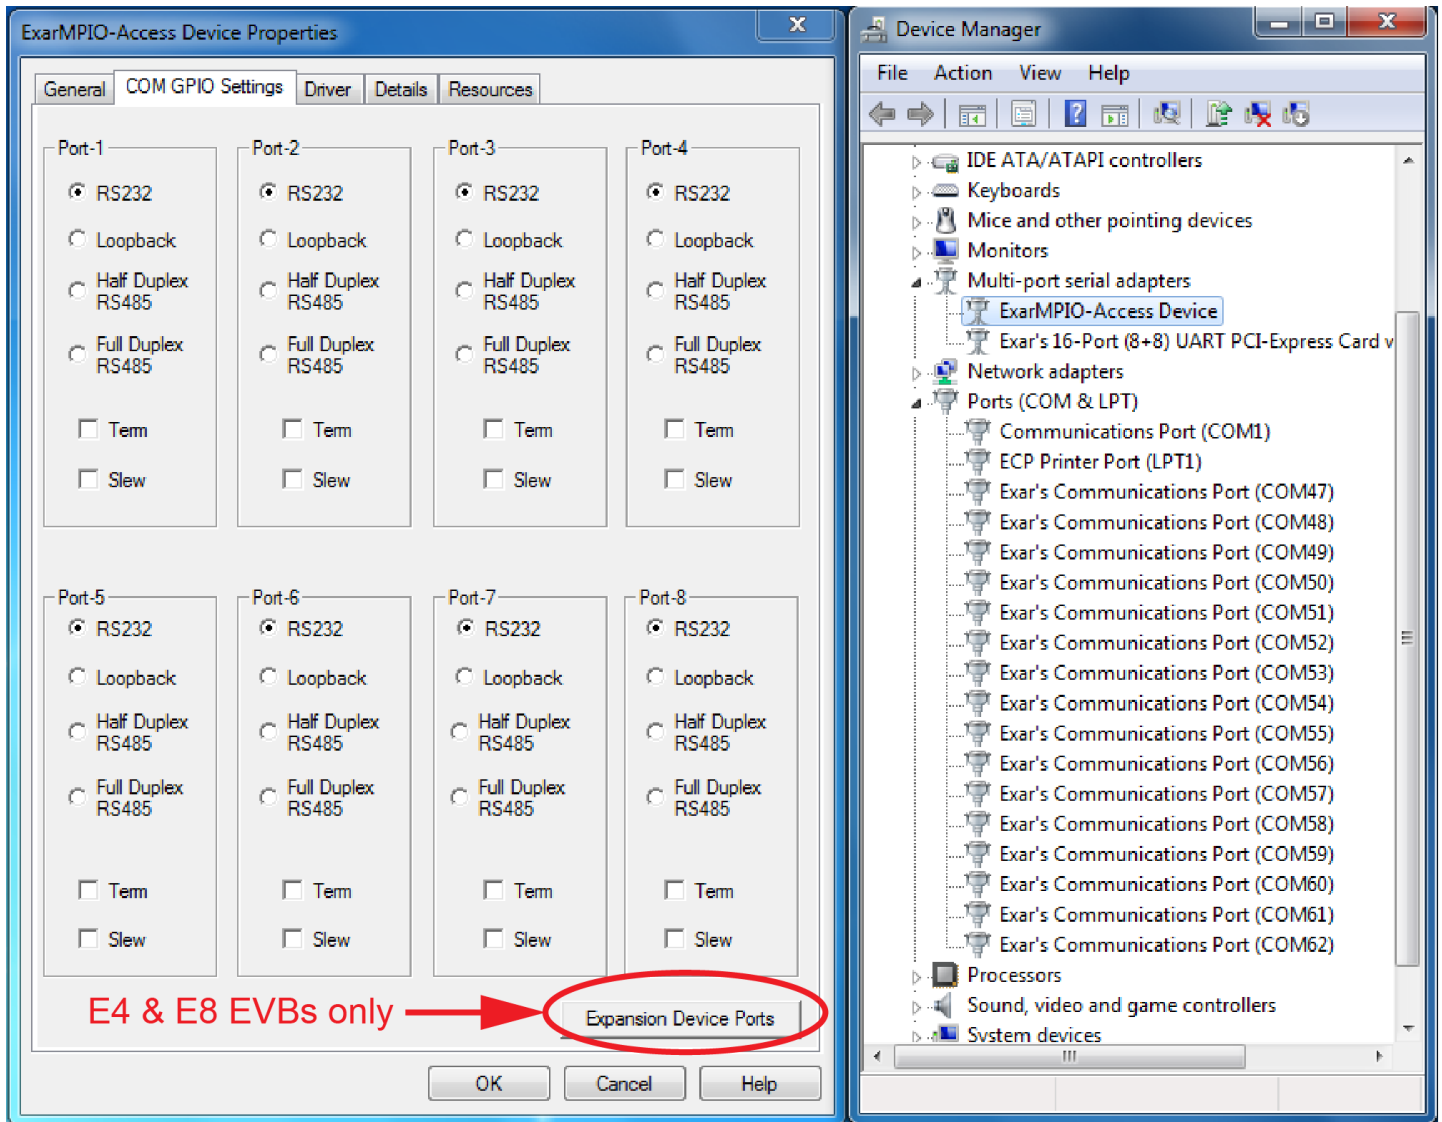 ExarMPIO-Access Device Properties
General
COM GPIO Settings
Driver
Details
Resources
Port-1
RS232
Loopback
Half Duplex
RS485
Full Duplex
RS485
Term
Slew
Port-2
RS232
Loopback
Half Duplex
RS485
Full Duplex
RS485
Term
Slew
Port-3
RS232
Loopback
Half Duplex
RS485
Full Duplex
RS485
Term
Slew
Port-4
RS232
Loopback
Half Duplex
RS485
Full Duplex
RS485
Term
Slew
Port-5
RS232
Loopback
Half Duplex
RS485
Full Duplex
RS485
Term
Slew
Port-6
RS232
Loopback
Half Duplex
RS485
Full Duplex
RS485
Term
Slew
Port-7
RS232
Loopback
Half Duplex
RS485
Full Duplex
RS485
Term
Slew
Port-8
RS232
Loopback
Half Duplex
RS485
Full Duplex
RS485
Term
Slew
E4 & E8 EVBs only
Expansion Device Ports
OK
Cancel
Help
Device Manager
File Action View Help
IDE ATA/ATAPI controllers
Keyboards
Mice and other pointing devices
Monitors
Multi-port serial adapters
ExarMPIO-Access Device
Exar's 16-Port (8+8) UART PCI-Express Card v
Network adapters
Ports (COM & LPT)
Communications Port (COM1)
ECP Printer Port (LPT1)
Exar's Communications Port (COM47)
Exar's Communications Port (COM48)
Exar's Communications Port (COM49)
Exar's Communications Port (COM50)
Exar's Communications Port (COM51)
Exar's Communications Port (COM52)
Exar's Communications Port (COM53)
Exar's Communications Port (COM54)
Exar's Communications Port (COM55)
Exar's Communications Port (COM56)
Exar's Communications Port (COM57)
Exar's Communications Port (COM58)
Exar's Communications Port (COM59)
Exar's Communications Port (COM60)
Exar's Communications Port (COM61)
Exar's Communications Port (COM62)
Processors
Sound, video and game controllers
System devices